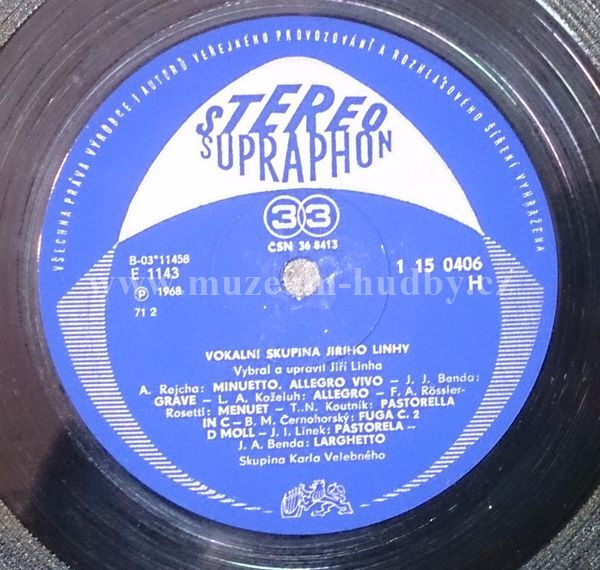 VŠECHNA PRÁVA VÝROBCE I AUTORŮ VEŘEJNÉHO PROVOZOVÁNÍ A ROZHLASOVÉHO ŠÍŘENÍ VYHRAZENA
STEREO
SUPRAPHON
33
ČSN 36 8413
B-03*11458
E 1143
Ⓟ 1968
71 2
1 15 0406
H
www.muzeum-hudby.cz
VOKALNÍ SKUPINA JIŘIHO LINHY
Vybral a upravil Jiří Linha
A. Rejcha: MINUETTO, ALLEGRO VIVO – J. J. Benda:
GRAVE – L. A. Koželuh: ALLEGRO – F. A. Rössler-
Rosetti: MENUET – T. N. Koutník: PASTORELLA
IN C – B. M. Černohorský: FUGA C. 2
D MOLL – J. I. Linek: PASTORELA –
J. A. Benda: LARGHETTO
Skupina Karla Velebného